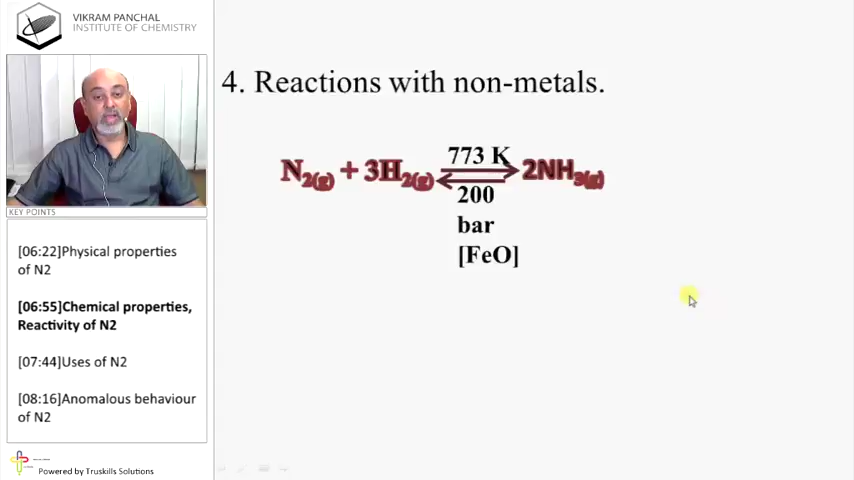 VIKRAM PANCHAL
INSTITUTE OF CHEMISTRY
KEY POINTS
[06:22]Physical properties
of N2
[06:55]Chemical properties,
Reactivity of N2
[07:44]Uses of N2
[08:16]Anomalous behaviour
of N2
Powered by Truskills Solutions
4. Reactions with non-metals.
773 K
N2(g) + 3H2(g) ⇌ 2NH3(g)
200
bar
[FeO]